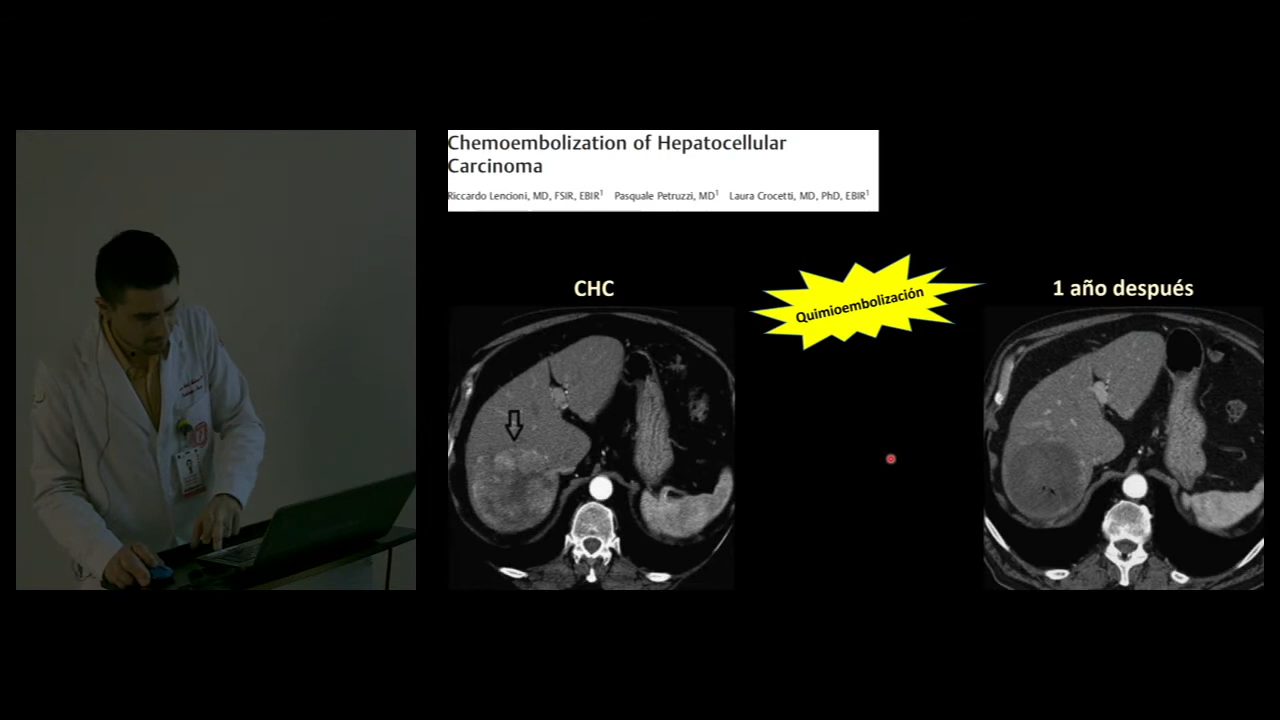 Chemoembolization of Hepatocellular
Carcinoma
Riccardo Lencioni, MD, FSIR, EBIR¹ Pasquale Petruzzi, MD¹ Laura Crocetti, MD, PhD, EBIR¹
CHC
Quimioembolización
1 año después